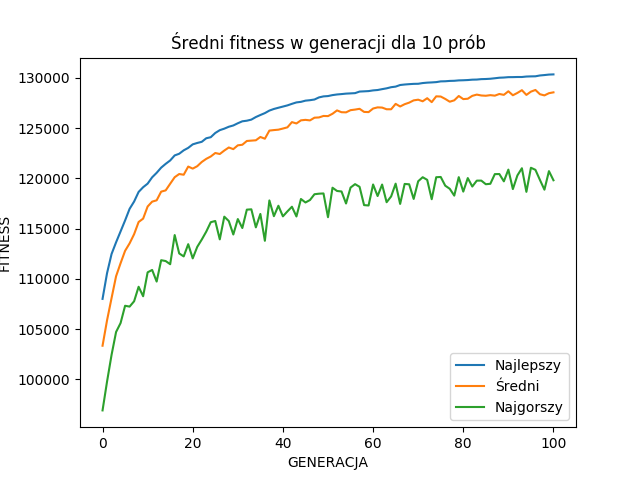 Średni fitness w generacji dla 10 prób
FITNESS
130000
125000
120000
115000
110000
105000
100000
0 20 40 60 80 100
GENERACJA
Najlepszy
Średni
Najgorszy